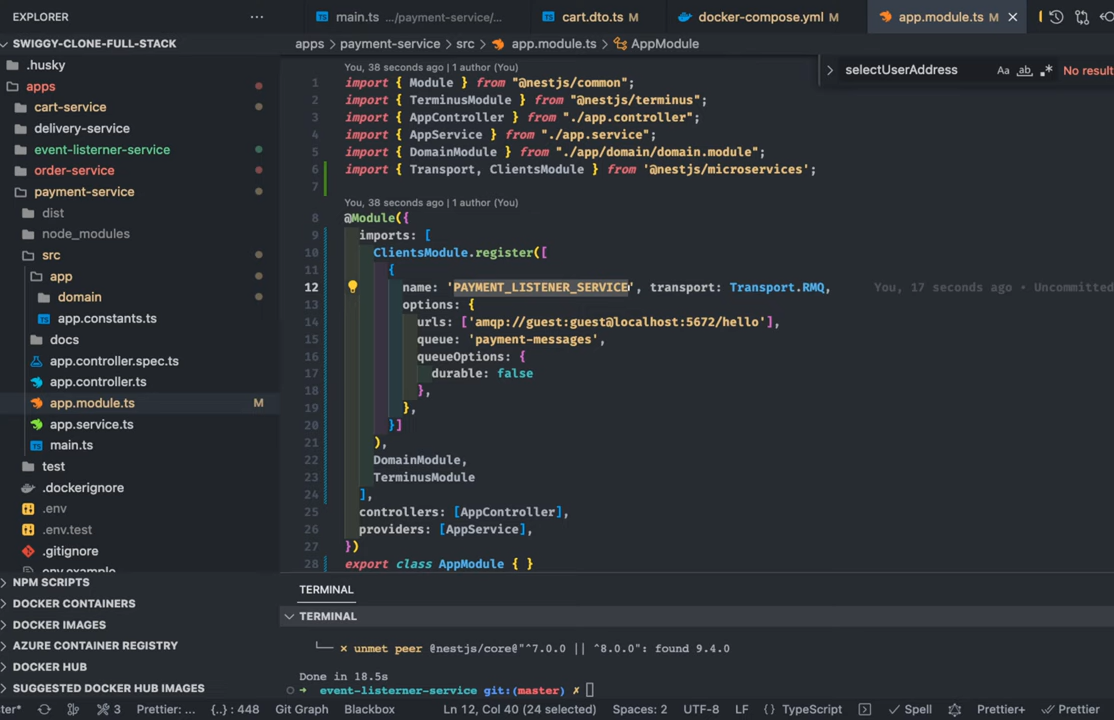 EXPLORER
SWIGGY-CLONE-FULL-STACK
.husky
apps
cart-service
delivery-service
event-listerner-service
order-service
payment-service
dist
node_modules
src
app
domain
app.constants.ts
docs
app.controller.spec.ts
app.controller.ts
app.module.ts M
app.service.ts
main.ts
test
.dockerignore
.env
.env.test
.gitignore
env.example
NPM SCRIPTS
DOCKER CONTAINERS
DOCKER IMAGES
AZURE CONTAINER REGISTRY
DOCKER HUB
SUGGESTED DOCKER HUB IMAGES
main.ts .../payment-service/...
cart.dto.ts M
docker-compose.yml M
app.module.ts M
apps > payment-service > src > app.module.ts > AppModule
selectUserAddress Aa ab No result
You, 38 seconds ago | 1 author (You)
1 import { Module } from "@nestjs/common";
2 import { TerminusModule } from "@nestjs/terminus";
3 import { AppController } from "./app.controller";
4 import { AppService } from "./app.service";
5 import { DomainModule } from "./app/domain/domain.module";
6 import { Transport, ClientsModule } from '@nestjs/microservices';
7
You, 38 seconds ago | 1 author (You)
8 @Module({
9 imports: [
10 ClientsModule.register([
11 {
12 name: 'PAYMENT_LISTENER_SERVICE', transport: Transport.RMQ, You, 17 seconds ago • Uncommitted
13 options: {
14 urls: ['amqp://guest:guest@localhost:5672/hello'],
15 queue: 'payment-messages',
16 queueOptions: {
17 durable: false
18 },
19 },
20 }]
21 ),
22 DomainModule,
23 TerminusModule
24 ],
25 controllers: [AppController],
26 providers: [AppService],
27 })
28 export class AppModule { }
TERMINAL
TERMINAL
└── ✕ unmet peer @nestjs/core@"^7.0.0 || ^8.0.0": found 9.4.0
Done in 18.5s
➜ event-listerner-service git:(master) ✗
ter* 3 Prettier: ... {..} : 448 Git Graph Blackbox Ln 12, Col 40 (24 selected) Spaces: 2 UTF-8 LF {} TypeScript Spell Prettier+ Prettier